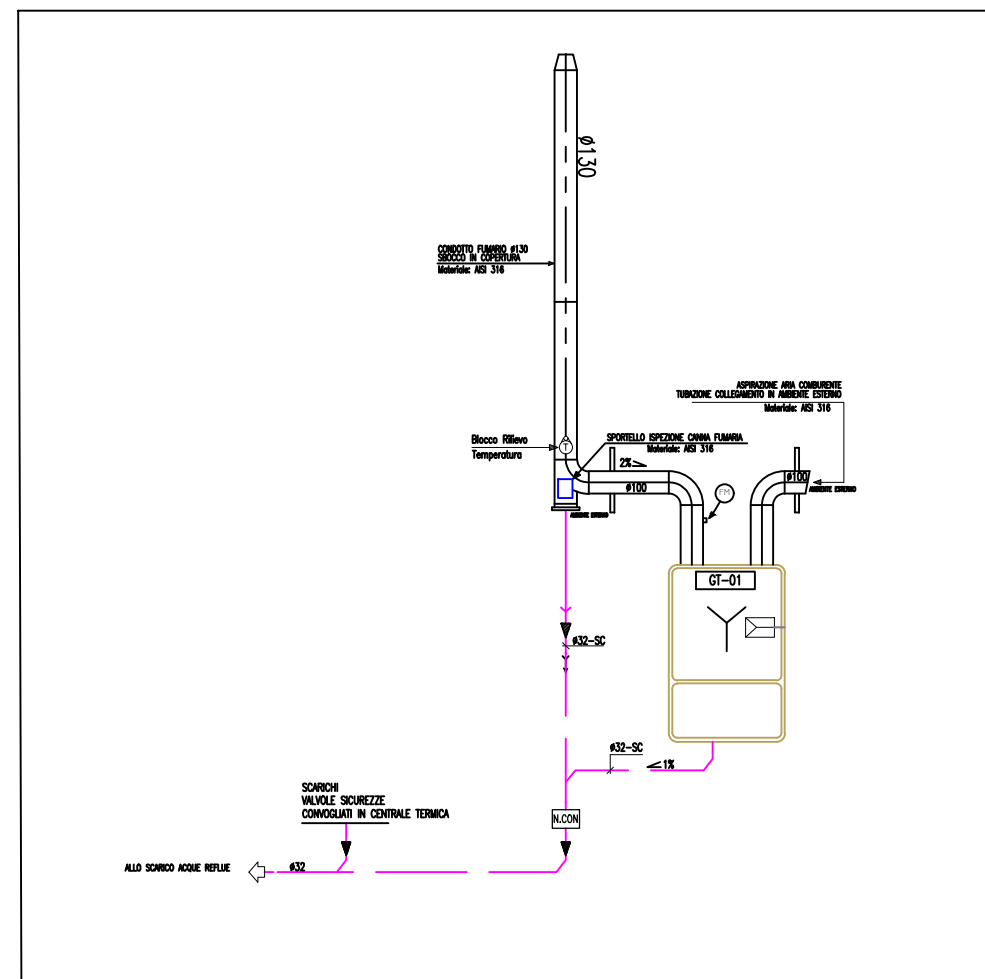 ø130
CONDOTTO FUMARIO ø130
SBOCCO IN COPERTURA
Materiale: AISI 316
ASPIRAZIONE ARIA COMBURENTE
TUBAZIONE COLLEGAMENTO IN AMBIENTE ESTERNO
Materiale: AISI 316
Blocco Rilievo
Temperatura
T
SPORTELLO ISPEZIONE CANNA FUMARIA
Materiale: AISI 316
2%
ø100
FM
ø100
AMBIENTE ESTERNO
AMBIENTE ESTERNO
GT-01
ø32-SC
ø32-SC
1%
SCARICHI
VALVOLE SICUREZZE
CONVOGLIATI IN CENTRALE TERMICA
N.CON
ALLO SCARICO ACQUE REFLUE
ø32